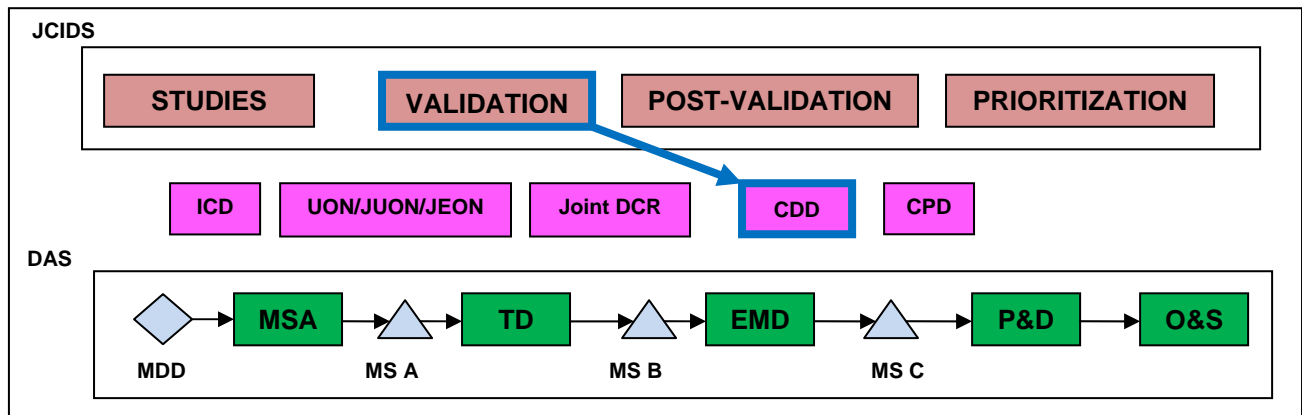 JCIDS
STUDIES
VALIDATION
POST-VALIDATION
PRIORITIZATION
ICD
UON/JUON/JEON
Joint DCR
CDD
CPD
DAS
MSA
TD
EMD
P&D
O&S
MDD
MS A
MS B
MS C